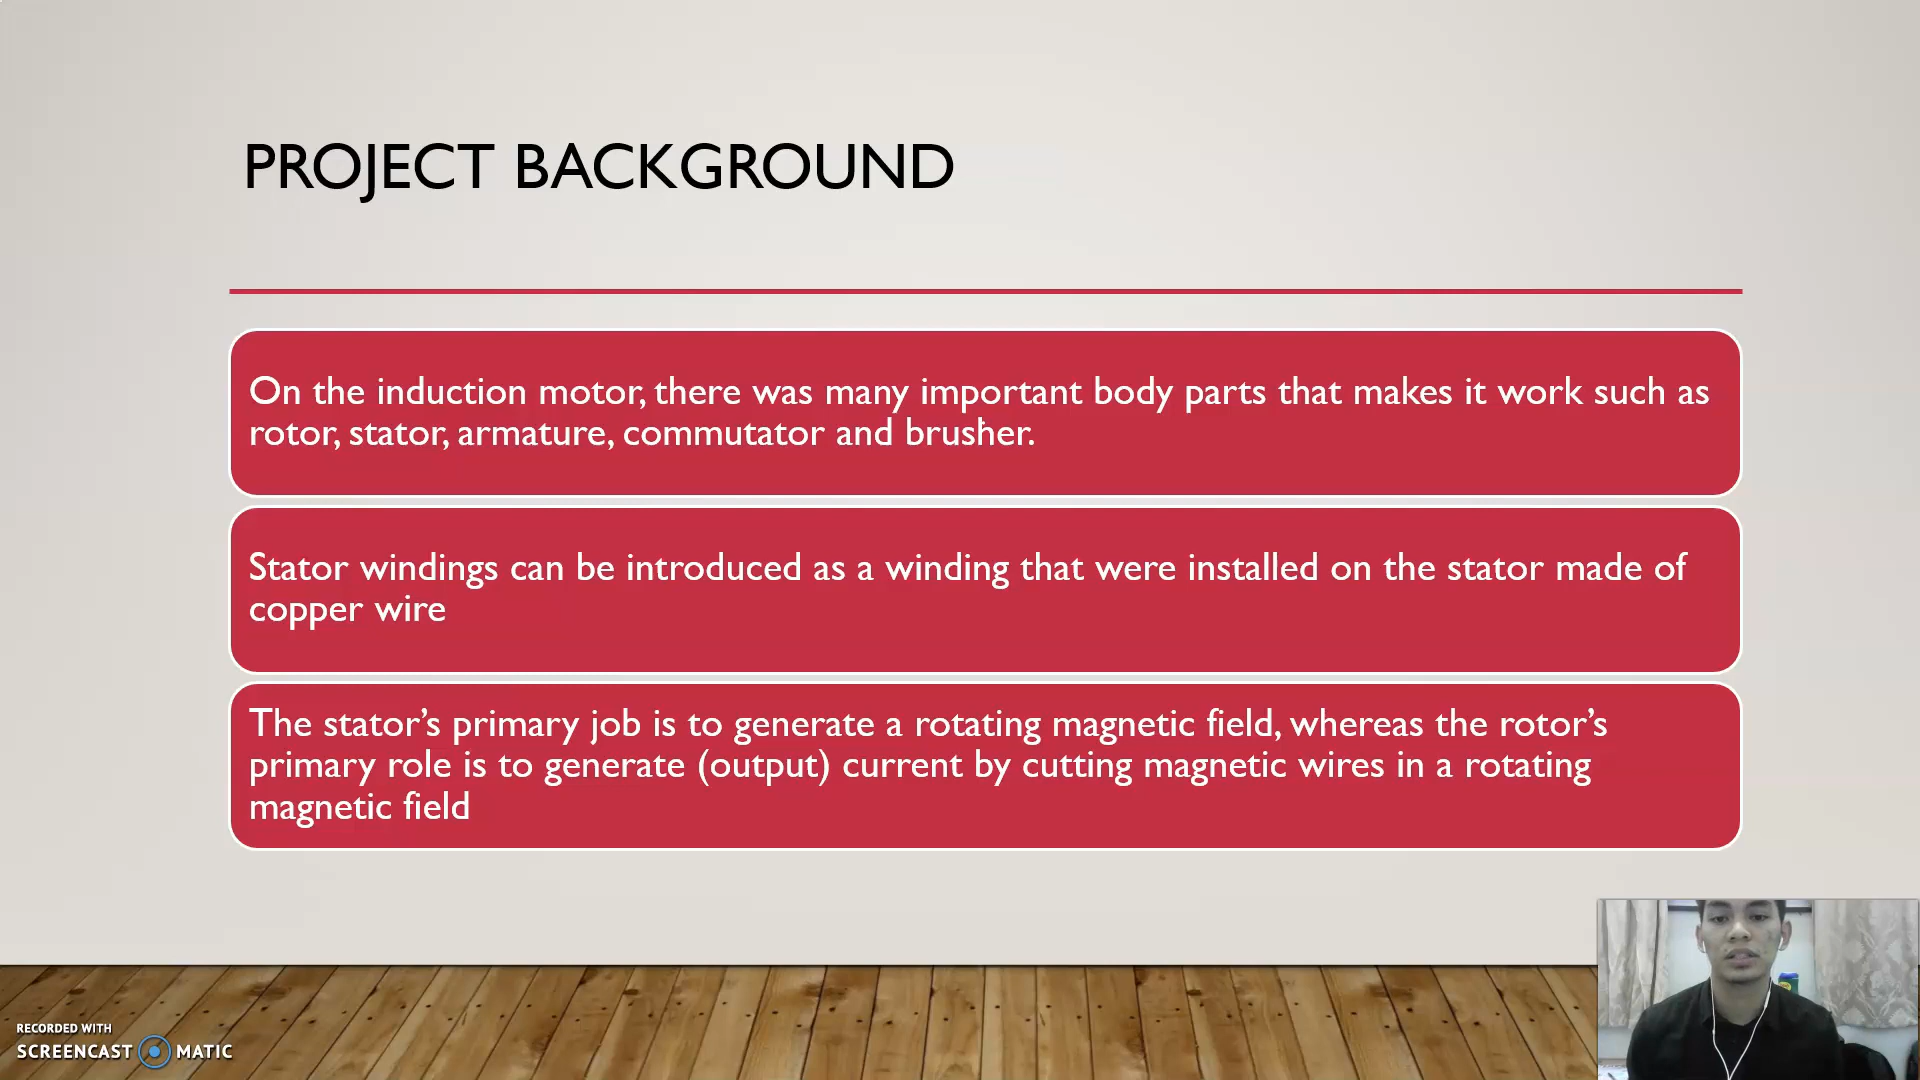 PROJECT BACKGROUND
On the induction motor, there was many important body parts that makes it work such as
rotor, stator, armature, commutator and brusher.
Stator windings can be introduced as a winding that were installed on the stator made of
copper wire
The stator’s primary job is to generate a rotating magnetic field, whereas the rotor’s
primary role is to generate (output) current by cutting magnetic wires in a rotating
magnetic field
RECORDED WITH
SCREENCAST MATIC